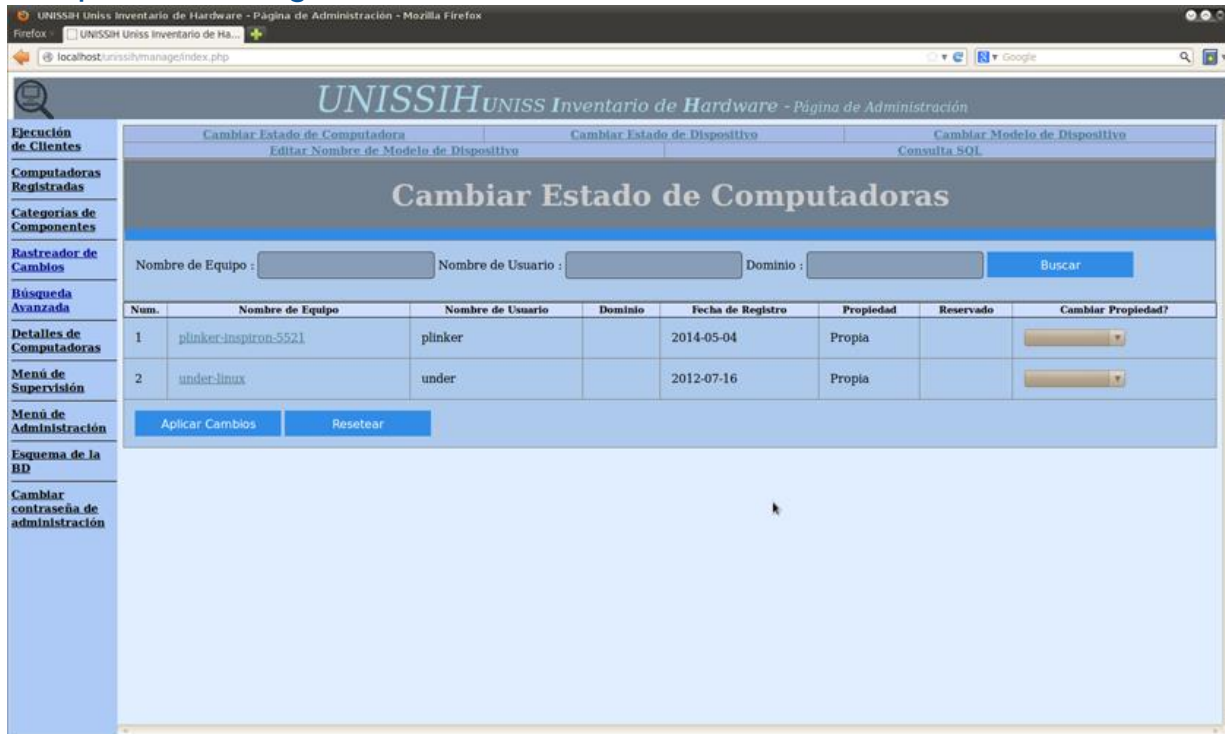 UNISSIH Uniss Inventario de Hardware - Página de Administración - Mozilla Firefox
Firefox
UNISSIH Uniss Inventario de Ha...
localhost/unissih/manage/index.php
Google
UNISSIH UNISS Inventario de Hardware - Página de Administración
Ejecución
de Clientes
Computadoras
Registradas
Categorías de
Componentes
Rastreador de
Cambios
Búsqueda
Avanzada
Detalles de
Computadoras
Menú de
Supervisión
Menú de
Administración
Esquema de la
BD
Cambiar
contraseña de
administración
Cambiar Estado de Computadora Cambiar Estado de Dispositivo Cambiar Modelo de Dispositivo
Editar Nombre de Modelo de Dispositivo Consulta SQL
Cambiar Estado de Computadoras
Nombre de Equipo : Nombre de Usuario : Dominio : Buscar
Num. Nombre de Equipo Nombre de Usuario Dominio Fecha de Registro Propiedad Reservado Cambiar Propiedad?
1 plinker-inspiron-5521 plinker 2014-05-04 Propia
2 under-linux under 2012-07-16 Propia
Aplicar Cambios Resetear